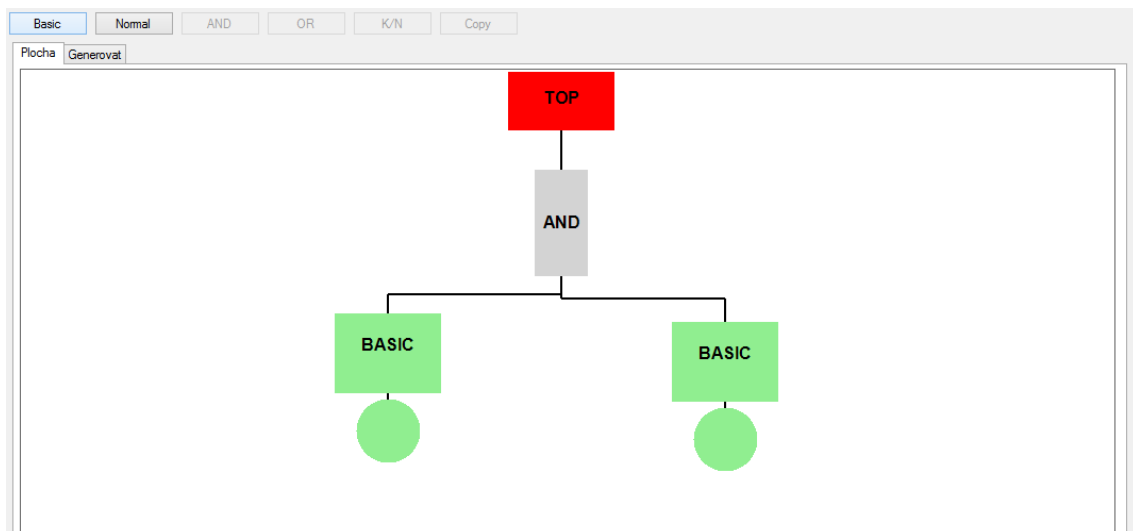 Basic Normal AND OR K/N Copy
Plocha Generovat
TOP
AND
BASIC
BASIC